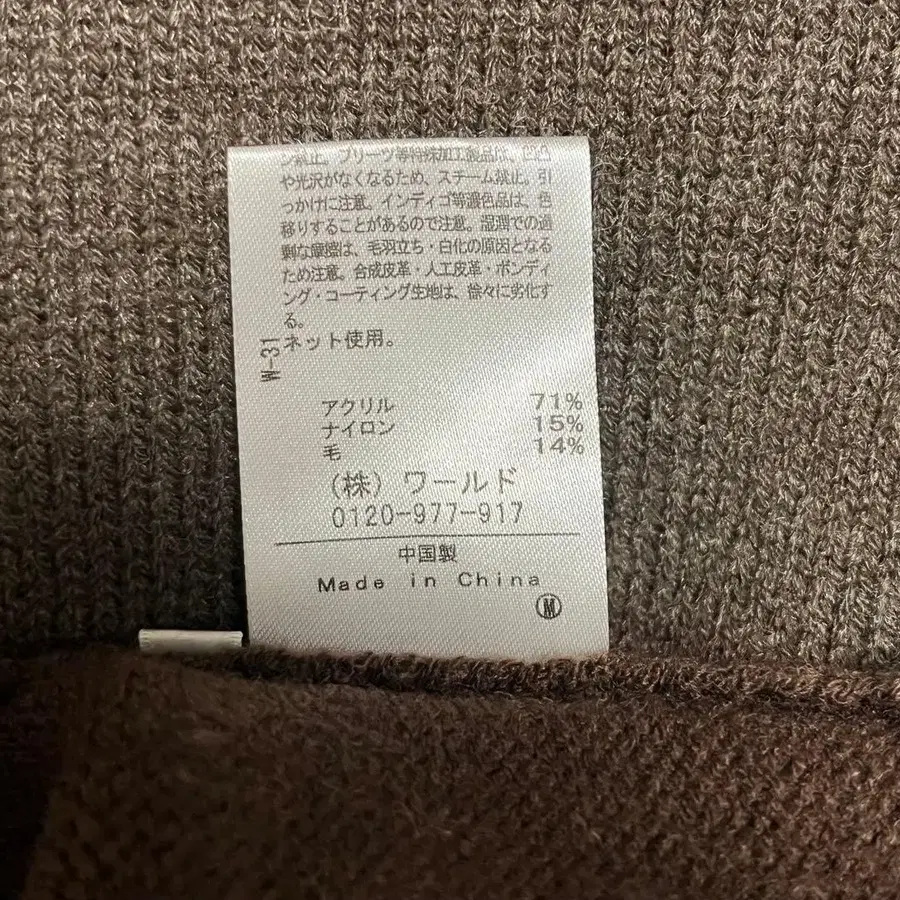 ン禁止。プリーツ等特殊加工製品は、凹凸
や光沢がなくなるため、スチーム禁止。引
っかけに注意。インディゴ等濃色品は、色
移りすることがあるので注意。湿潤での過
剰な摩擦は、毛羽立ち・白化の原因となる
ため注意。合成皮革・人工皮革・ボンディ
ング・コーティング生地は、徐々に劣化す
る。
ネット使用。
W-31
アクリル 71%
ナイロン 15%
毛 14%
(株) ワールド
0120-977-917
中国製
Made in China
M